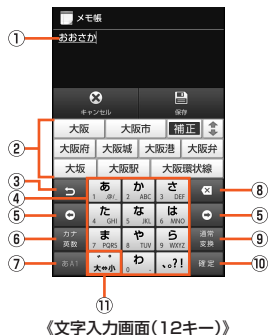 メモ帳
①
おおさか
キャンセル
保存
②
大阪 大阪市 補正
大阪府 大阪城 大阪港 大阪弁
大坂 大阪駅 大阪環状線
③
④
1 あ .@/_
2 か ABC
3 さ DEF
⑧
⑤
4 た GHI
5 な JKL
6 は MNO
⑤
⑥
カナ英数
7 ま PQRS
8 や TUV
9 ら WXYZ
通常変換
⑨
⑦
あA1
大⇔小
0 わ
、。?!
確定
⑩
⑪
《文字入力画面(12キー)》